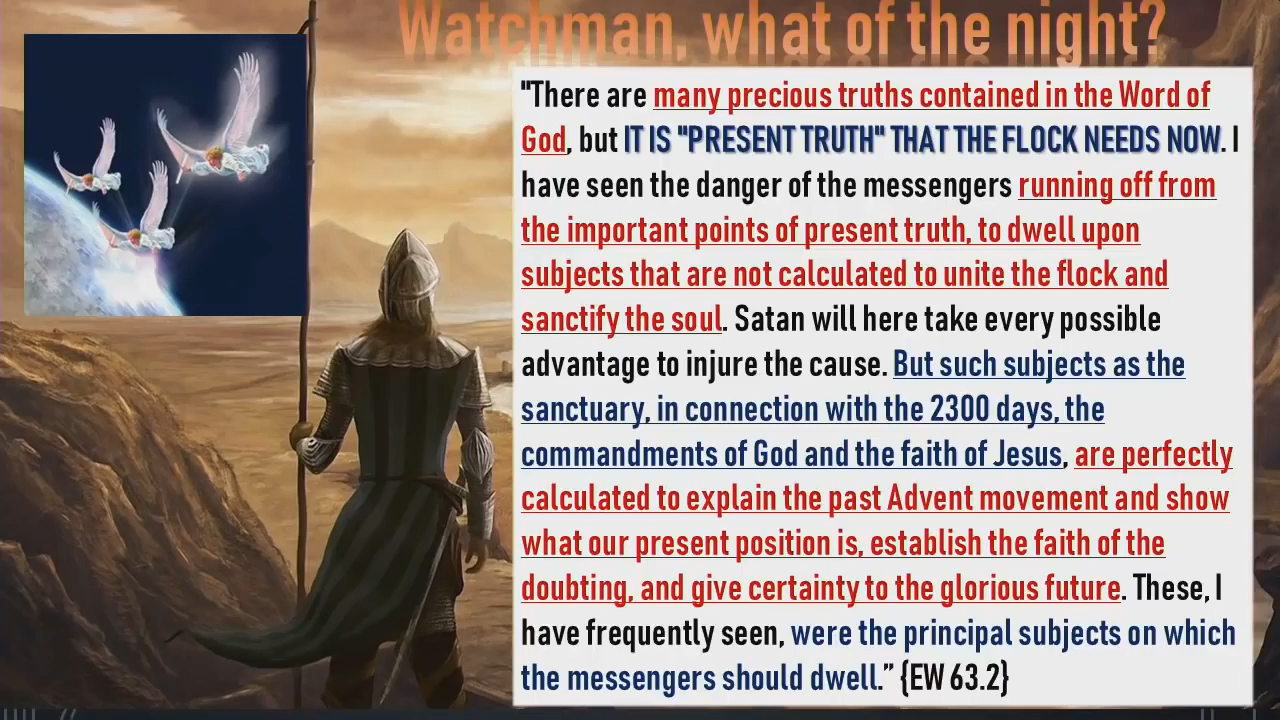 Watchman, what of the night?
"There are many precious truths contained in the Word of
God, but IT IS "PRESENT TRUTH" THAT THE FLOCK NEEDS NOW. I
have seen the danger of the messengers running off from
the important points of present truth, to dwell upon
subjects that are not calculated to unite the flock and
sanctify the soul. Satan will here take every possible
advantage to injure the cause. But such subjects as the
sanctuary, in connection with the 2300 days, the
commandments of God and the faith of Jesus, are perfectly
calculated to explain the past Advent movement and show
what our present position is, establish the faith of the
doubting, and give certainty to the glorious future. These, I
have frequently seen, were the principal subjects on which
the messengers should dwell.” {EW 63.2}